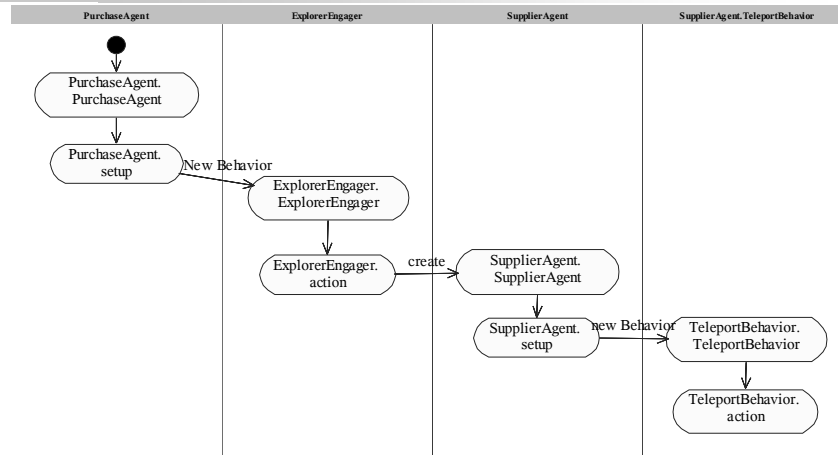 PurchaseAgent
ExplorerEngager
SupplierAgent
SupplierAgent.TeleportBehavior
PurchaseAgent.
PurchaseAgent
PurchaseAgent.
setup
New Behavior
ExplorerEngager.
ExplorerEngager
ExplorerEngager.
action
create
SupplierAgent.
SupplierAgent
SupplierAgent.
setup
new Behavior
TeleportBehavior.
TeleportBehavior
TeleportBehavior.
action